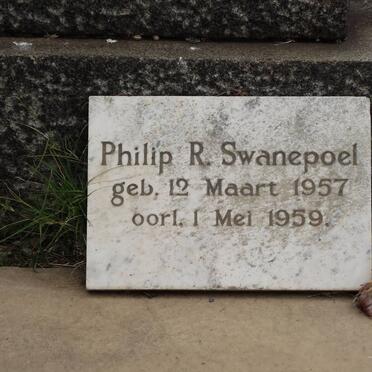 Philip R. Swanepoel
geb. 12 Maart 1957
oorl. 1 Mei 1959.